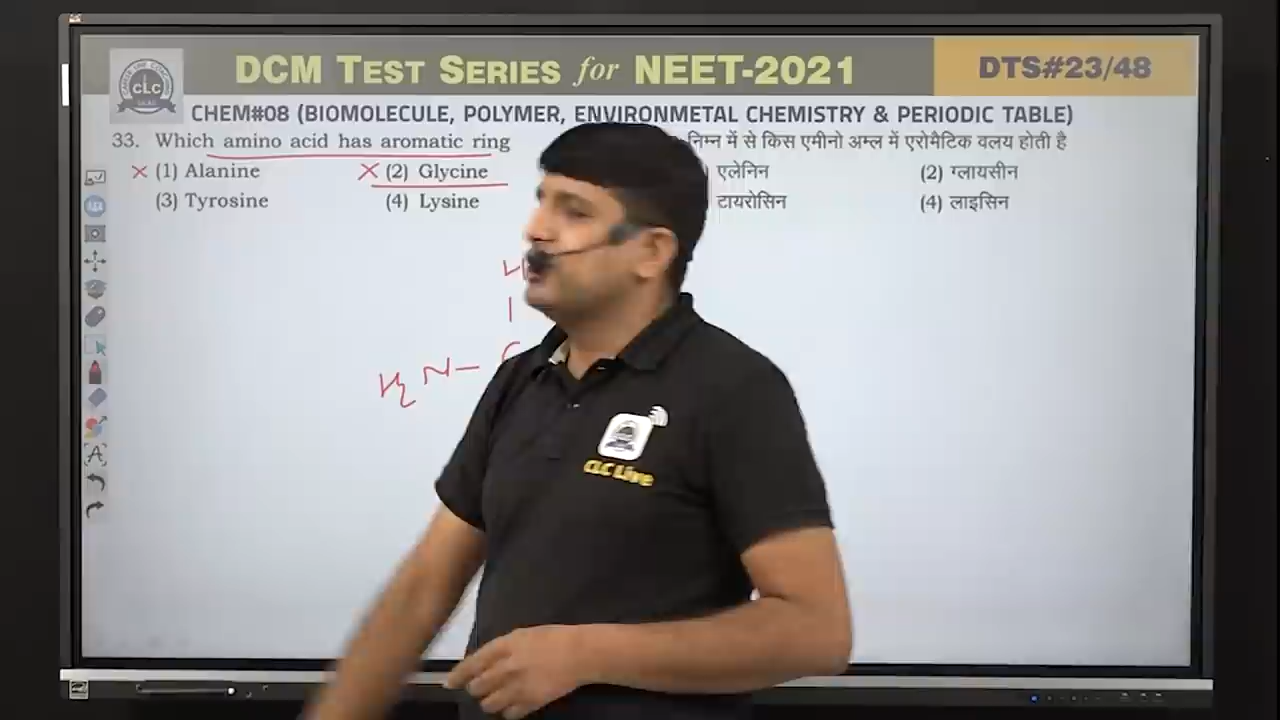 DCM TEST SERIES for NEET-2021
DTS#23/48
CLC
CHEM#08 (BIOMOLECULE, POLYMER, ENVIRONMETAL CHEMISTRY & PERIODIC TABLE)
33. Which amino acid has aromatic ring
× (1) Alanine × (2) Glycine
(3) Tyrosine (4) Lysine
निम्न में से किस एमीनो अम्ल में एरोमैटिक वलय होती है
एलेनिन (2) ग्लायसीन
टायरोसिन (4) लाइसिन
H₂N–
CLC Live